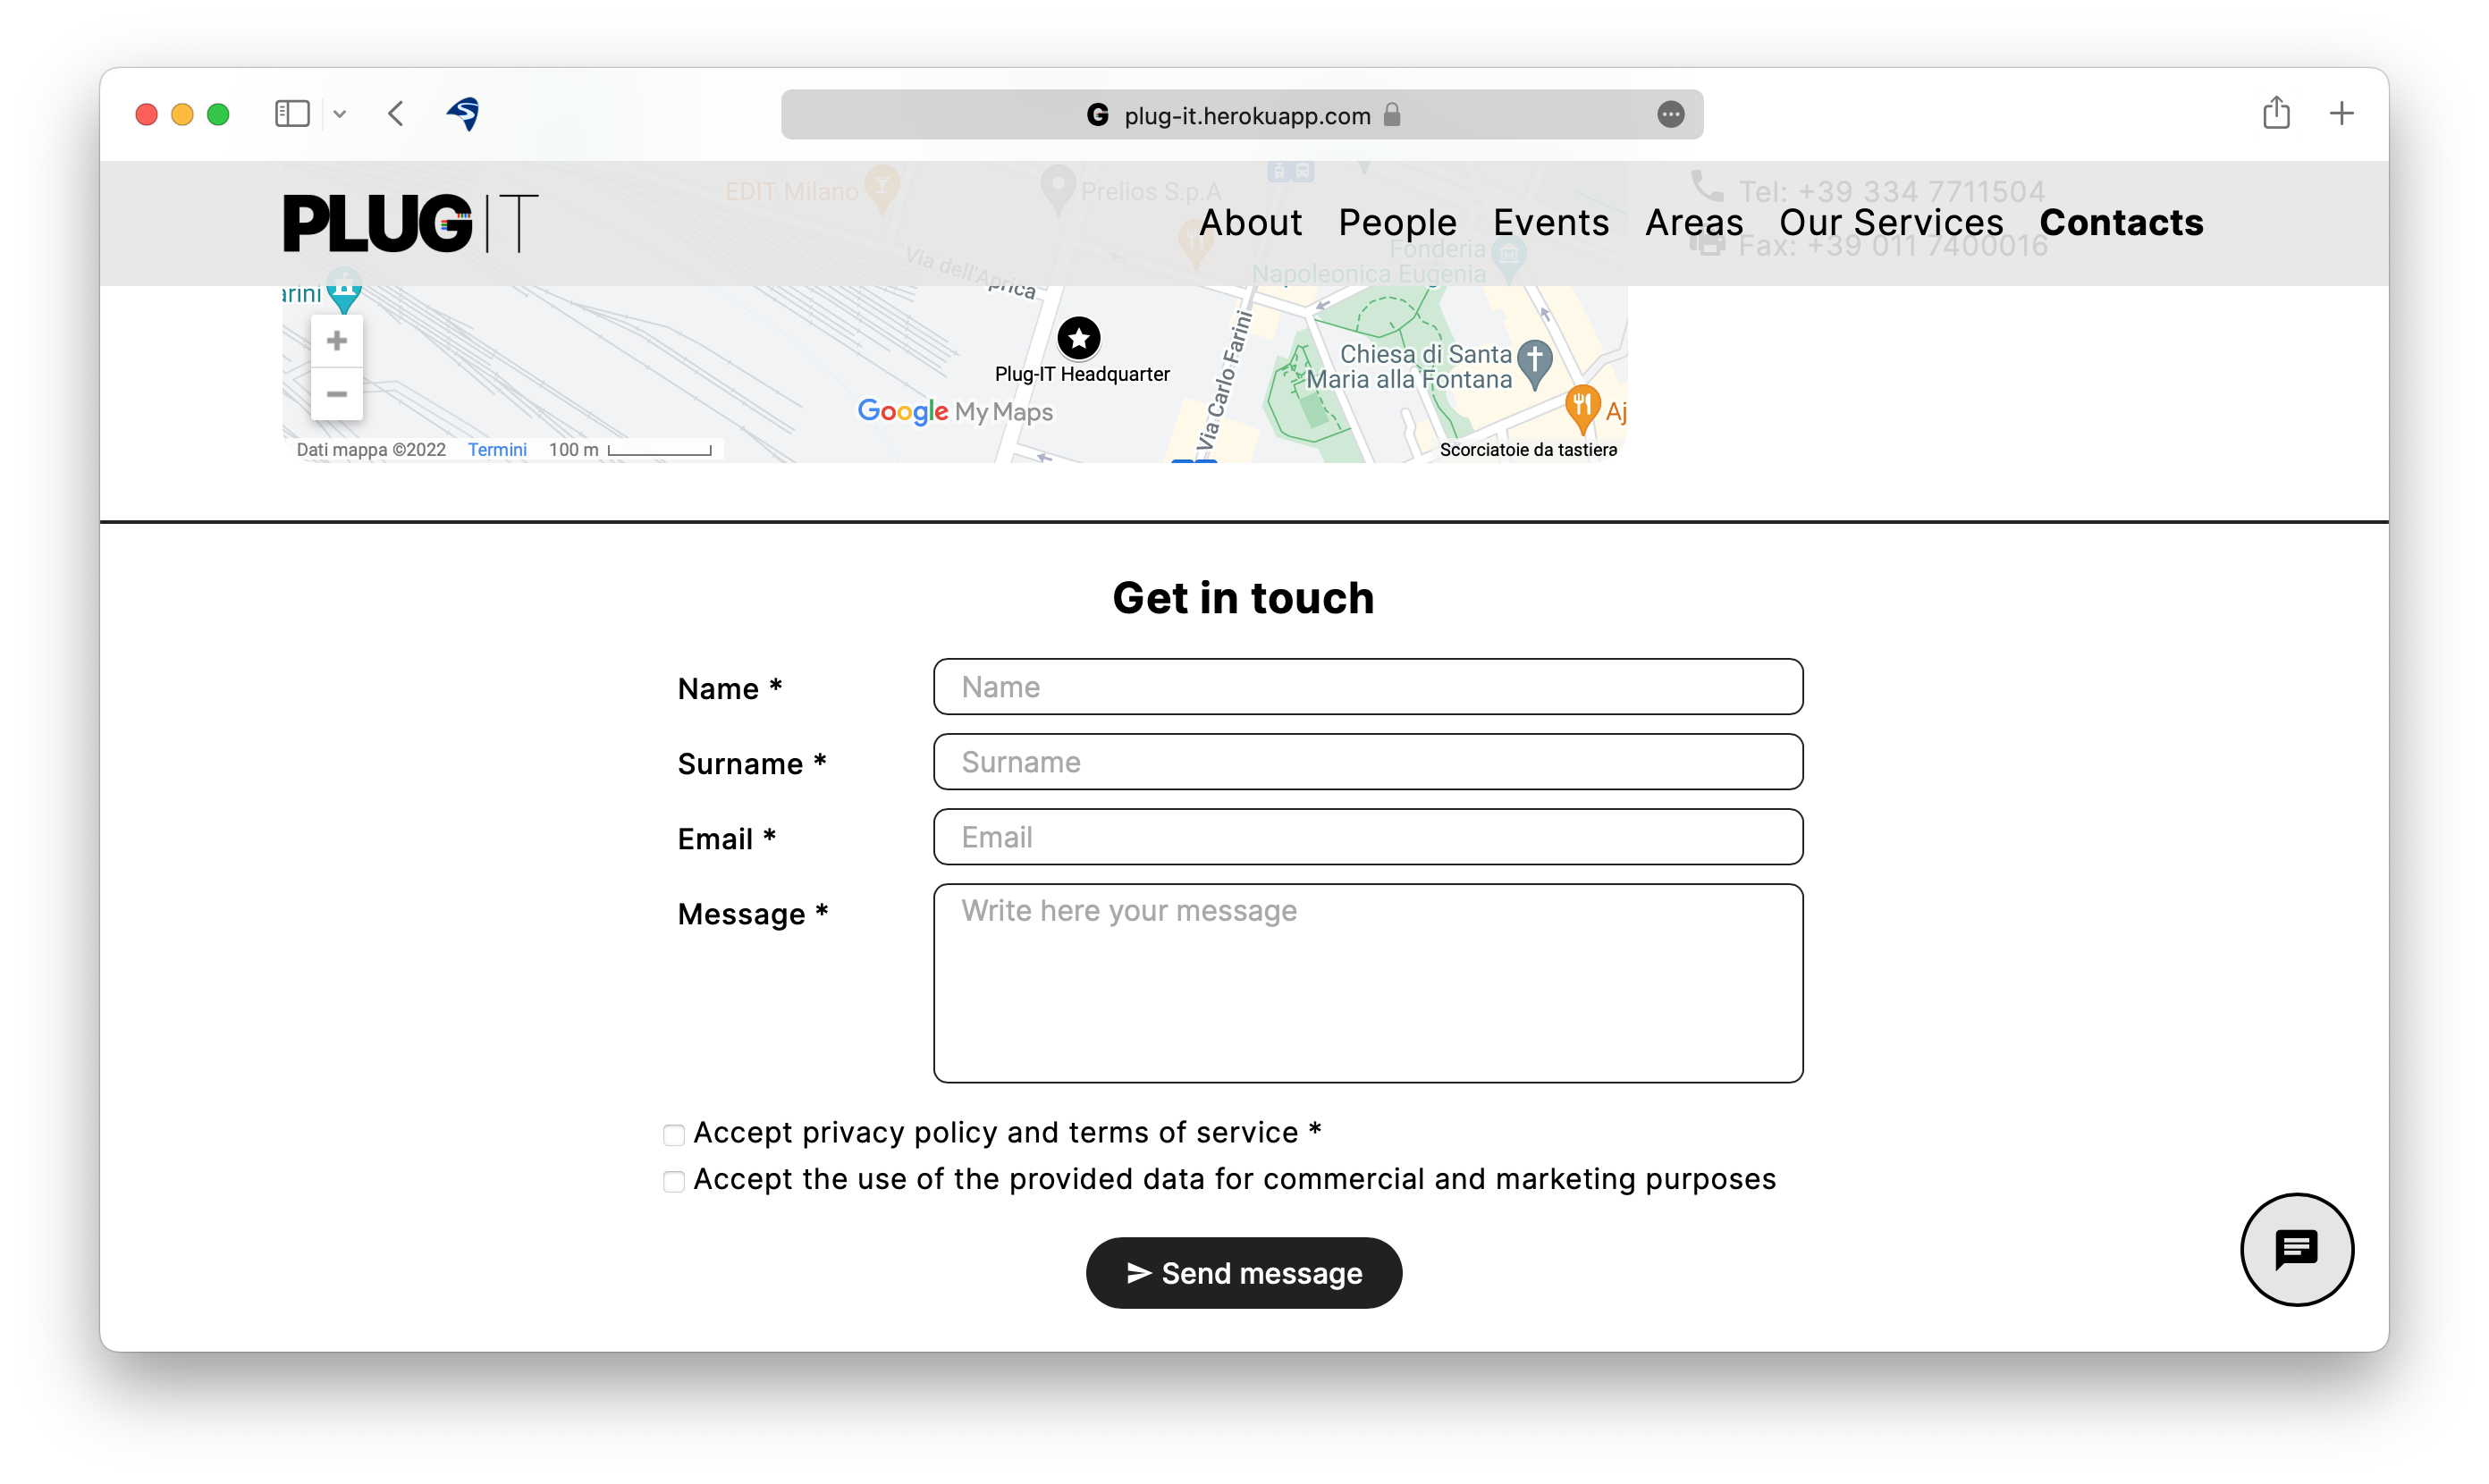 plug-it.herokuapp.com
PLUGIT
About People Events Areas Our Services Contacts
EDIT Milano
Prelios S.p.A
Tel: +39 334 7711504
Fax: +39 011 7400016
Fonderia
Napoleonica Eugenia
Via dell'Aprica
arini
Plug-IT Headquarter
Via Carlo Farini
Chiesa di Santa
Maria alla Fontana
Aj
Google My Maps
Dati mappa ©2022 Termini 100 m
Scorciatoie da tastiera
Get in touch
Name * Name
Surname * Surname
Email * Email
Message * Write here your message
Accept privacy policy and terms of service *
Accept the use of the provided data for commercial and marketing purposes
Send message